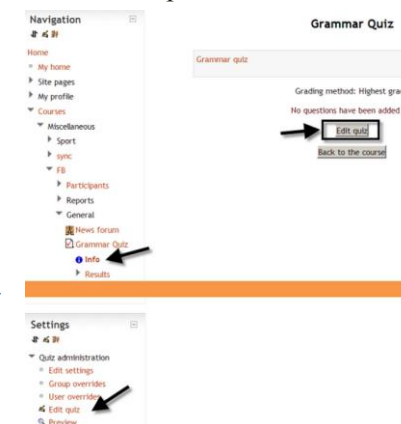 Navigation
Home
My home
Site pages
My profile
Courses
Miscellaneous
Sport
sync
FB
Participants
Reports
General
News forum
Grammar Quiz
Info
Results
Grammar Quiz
Grammar quiz
Grading method: Highest gra
No questions have been added
Edit quiz
Back to the course
Settings
Quiz administration
Edit settings
Group overrides
User overrides
Edit quiz
Preview